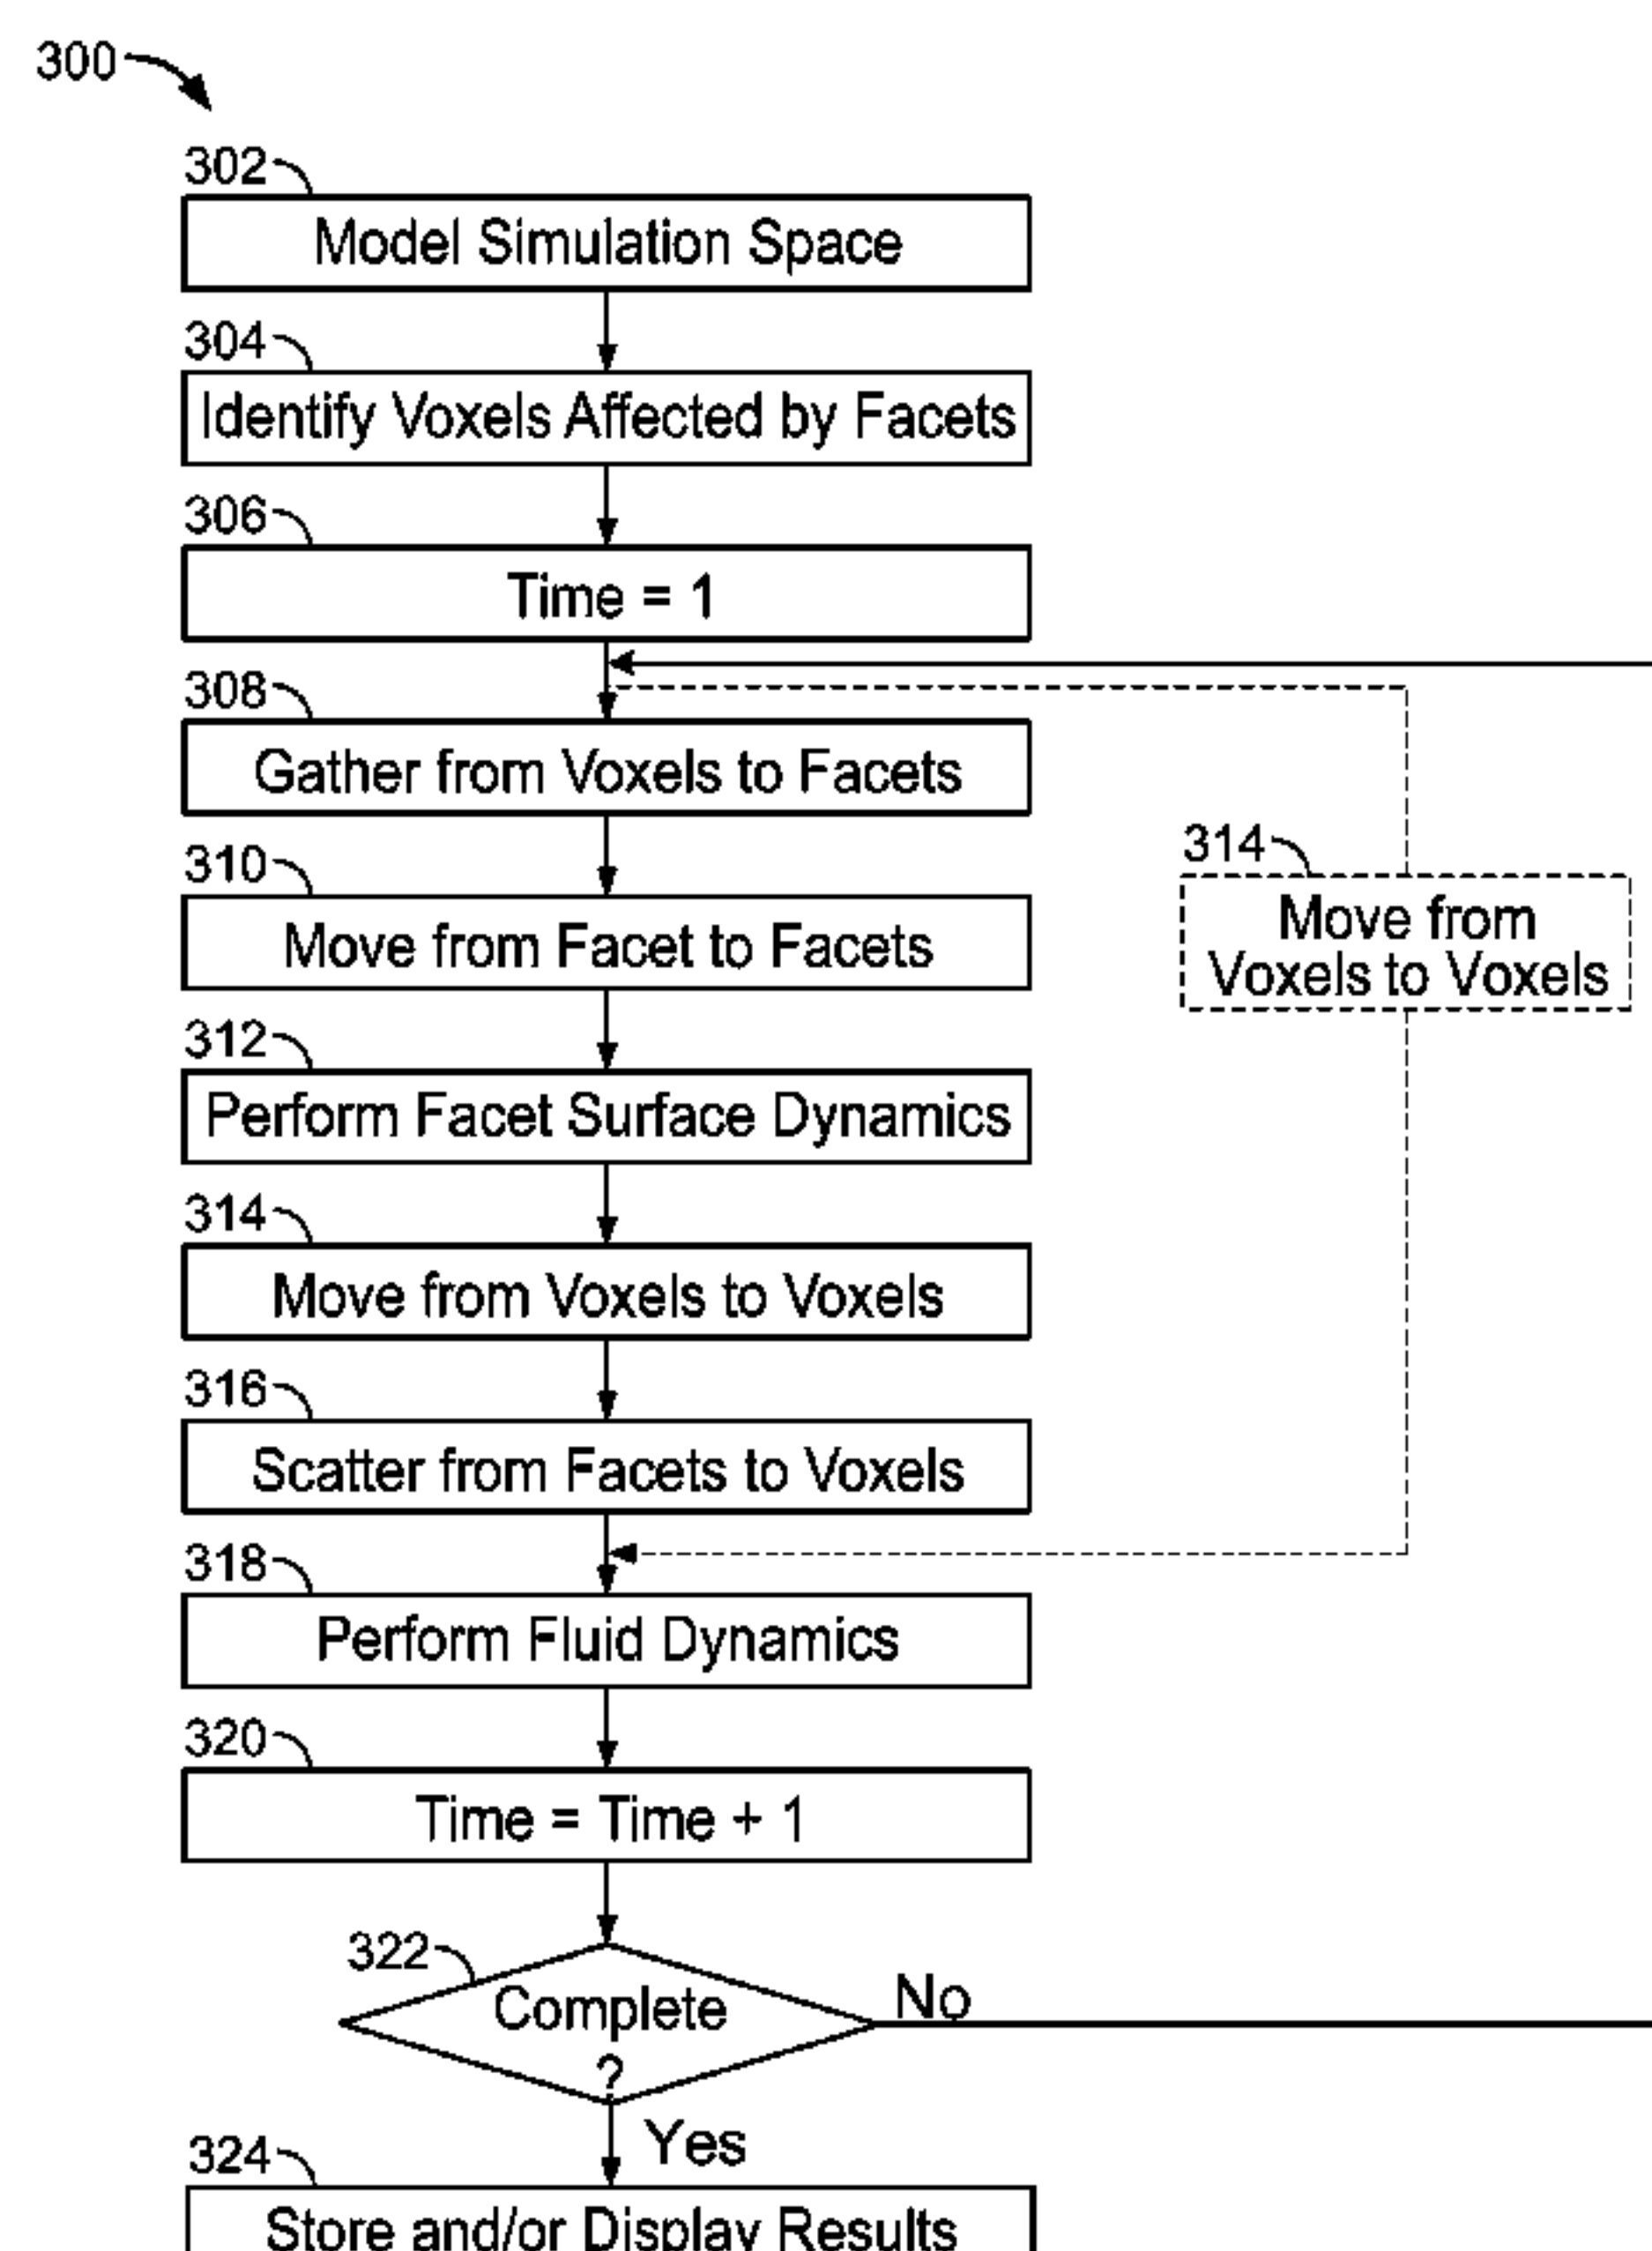 300
302
Model Simulation Space
304
Identify Voxels Affected by Facets
306
Time = 1
308
Gather from Voxels to Facets
310
Move from Facet to Facets
314
Move from
Voxels to Voxels
312
Perform Facet Surface Dynamics
314
Move from Voxels to Voxels
316
Scatter from Facets to Voxels
318
Perform Fluid Dynamics
320
Time = Time + 1
322
Complete
?
No
Yes
324
Store and/or Display Results